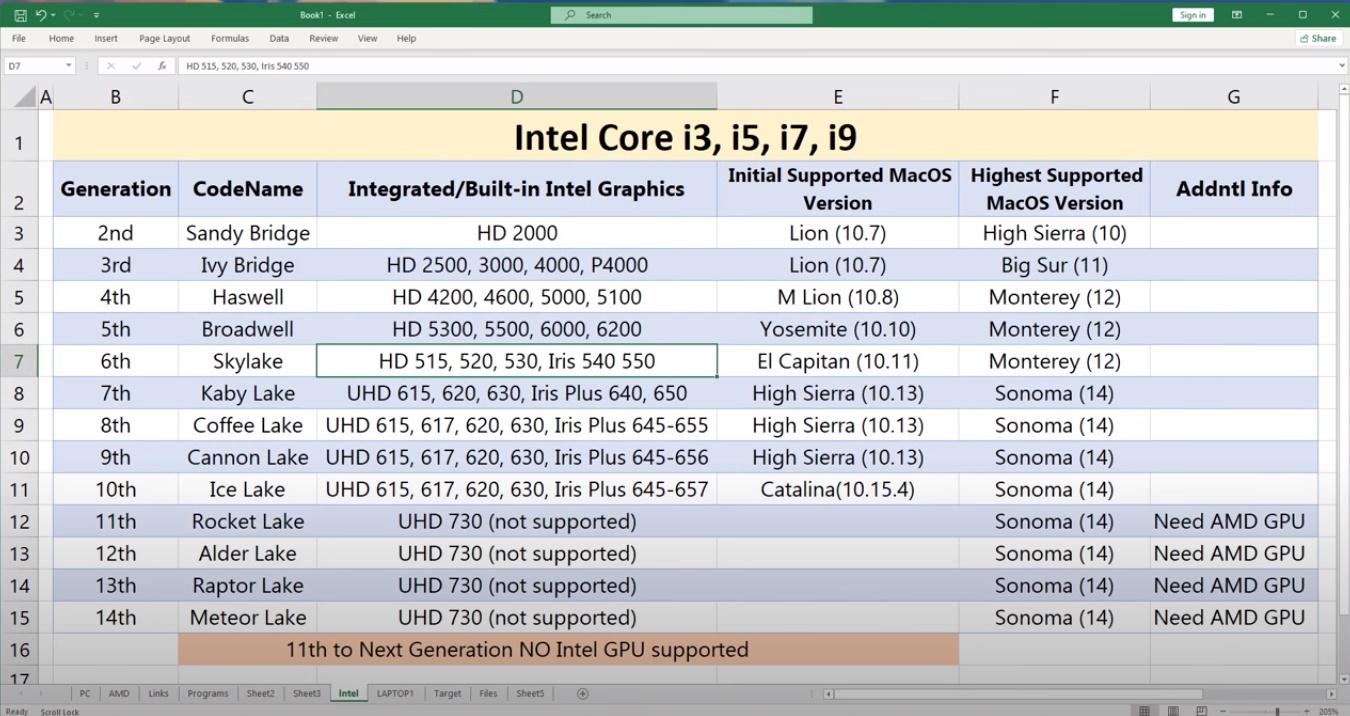 Book1 - Excel
Search
Sign in
File Home Insert Page Layout Formulas Data Review View Help
Share
D7 fx HD 515, 520, 530, Iris 540 550
A B C D E F G
1 Intel Core i3, i5, i7, i9
2 Generation CodeName Integrated/Built-in Intel Graphics Initial Supported MacOS Version Highest Supported MacOS Version Addntl Info
3 2nd Sandy Bridge HD 2000 Lion (10.7) High Sierra (10)
4 3rd Ivy Bridge HD 2500, 3000, 4000, P4000 Lion (10.7) Big Sur (11)
5 4th Haswell HD 4200, 4600, 5000, 5100 M Lion (10.8) Monterey (12)
6 5th Broadwell HD 5300, 5500, 6000, 6200 Yosemite (10.10) Monterey (12)
7 6th Skylake HD 515, 520, 530, Iris 540 550 El Capitan (10.11) Monterey (12)
8 7th Kaby Lake UHD 615, 620, 630, Iris Plus 640, 650 High Sierra (10.13) Sonoma (14)
9 8th Coffee Lake UHD 615, 617, 620, 630, Iris Plus 645-655 High Sierra (10.13) Sonoma (14)
10 9th Cannon Lake UHD 615, 617, 620, 630, Iris Plus 645-656 High Sierra (10.13) Sonoma (14)
11 10th Ice Lake UHD 615, 617, 620, 630, Iris Plus 645-657 Catalina(10.15.4) Sonoma (14)
12 11th Rocket Lake UHD 730 (not supported) Sonoma (14) Need AMD GPU
13 12th Alder Lake UHD 730 (not supported) Sonoma (14) Need AMD GPU
14 13th Raptor Lake UHD 730 (not supported) Sonoma (14) Need AMD GPU
15 14th Meteor Lake UHD 730 (not supported) Sonoma (14) Need AMD GPU
16 11th to Next Generation NO Intel GPU supported
17
PC AMD Links Programs Sheet2 Sheet3 Intel LAPTOP1 Target Files Sheet5
Ready Scroll Lock 205%